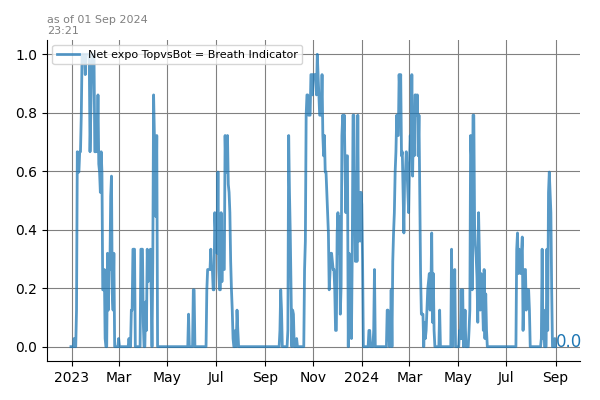 as of 01 Sep 2024
23:21
Net expo TopvsBot = Breath Indicator
1.0
0.8
0.6
0.4
0.2
0.0
0.0
2023 Mar May Jul Sep Nov 2024 Mar May Jul Sep